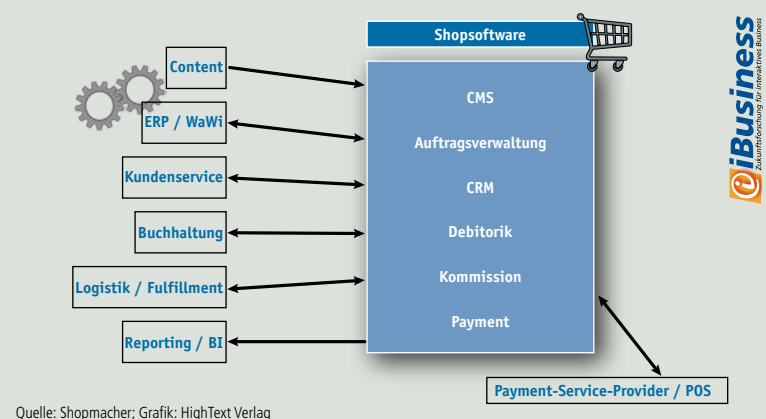 Shopsoftware
Content
ERP / WaWi
Kundenservice
Buchhaltung
Logistik / Fulfillment
Reporting / BI
CMS
Auftragsverwaltung
CRM
Debitorik
Kommission
Payment
Payment-Service-Provider / POS
iBusiness
Zukunftsforschung für interaktives Business
Quelle: Shopmacher; Grafik: HighText Verlag